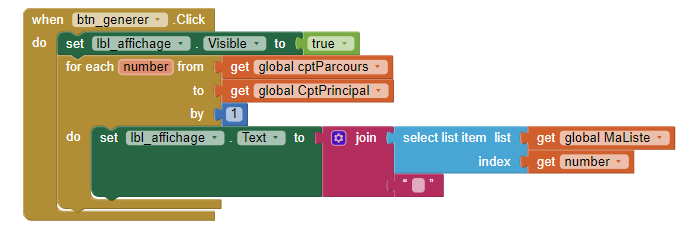 when btn_generer .Click
do set lbl_affichage . Visible to true
for each number from get global cptParcours
to get global CptPrincipal
by 1
do set lbl_affichage . Text to join select list item list get global MaListe
index get number
“ ”